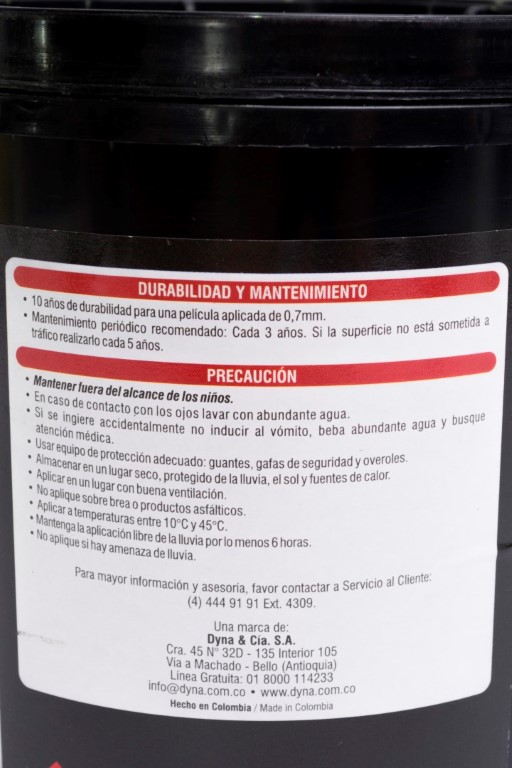 DURABILIDAD Y MANTENIMIENTO
• 10 años de durabilidad para una película aplicada de 0,7mm.
• Mantenimiento periódico recomendado: Cada 3 años. Si la superficie no está sometida a
tráfico realizarlo cada 5 años.
PRECAUCIÓN
• Mantener fuera del alcance de los niños.
• En caso de contacto con los ojos lavar con abundante agua.
• Si se ingiere accidentalmente no inducir al vómito, beba abundante agua y busque
atención médica.
• Usar equipo de protección adecuado: guantes, gafas de seguridad y overoles.
• Almacenar en un lugar seco, protegido de la lluvia, el sol y fuentes de calor.
• Aplicar en un lugar con buena ventilación.
• No aplique sobre brea o productos asfálticos.
• Aplicar a temperaturas entre 10°C y 45°C.
• Mantenga la aplicación libre de la lluvia por lo menos 6 horas.
• No aplique si hay amenaza de lluvia.
Para mayor información y asesoría, favor contactar a Servicio al Cliente:
(4) 444 91 91 Ext. 4309.
Una marca de:
Dyna & Cía. S.A.
Cra. 45 N° 32D - 135 Interior 105
Via a Machado - Bello (Antioquia)
Linea Gratuita: 01 8000 114233
info@dyna.com.co • www.dyna.com.co
Hecho en Colombia / Made in Colombia